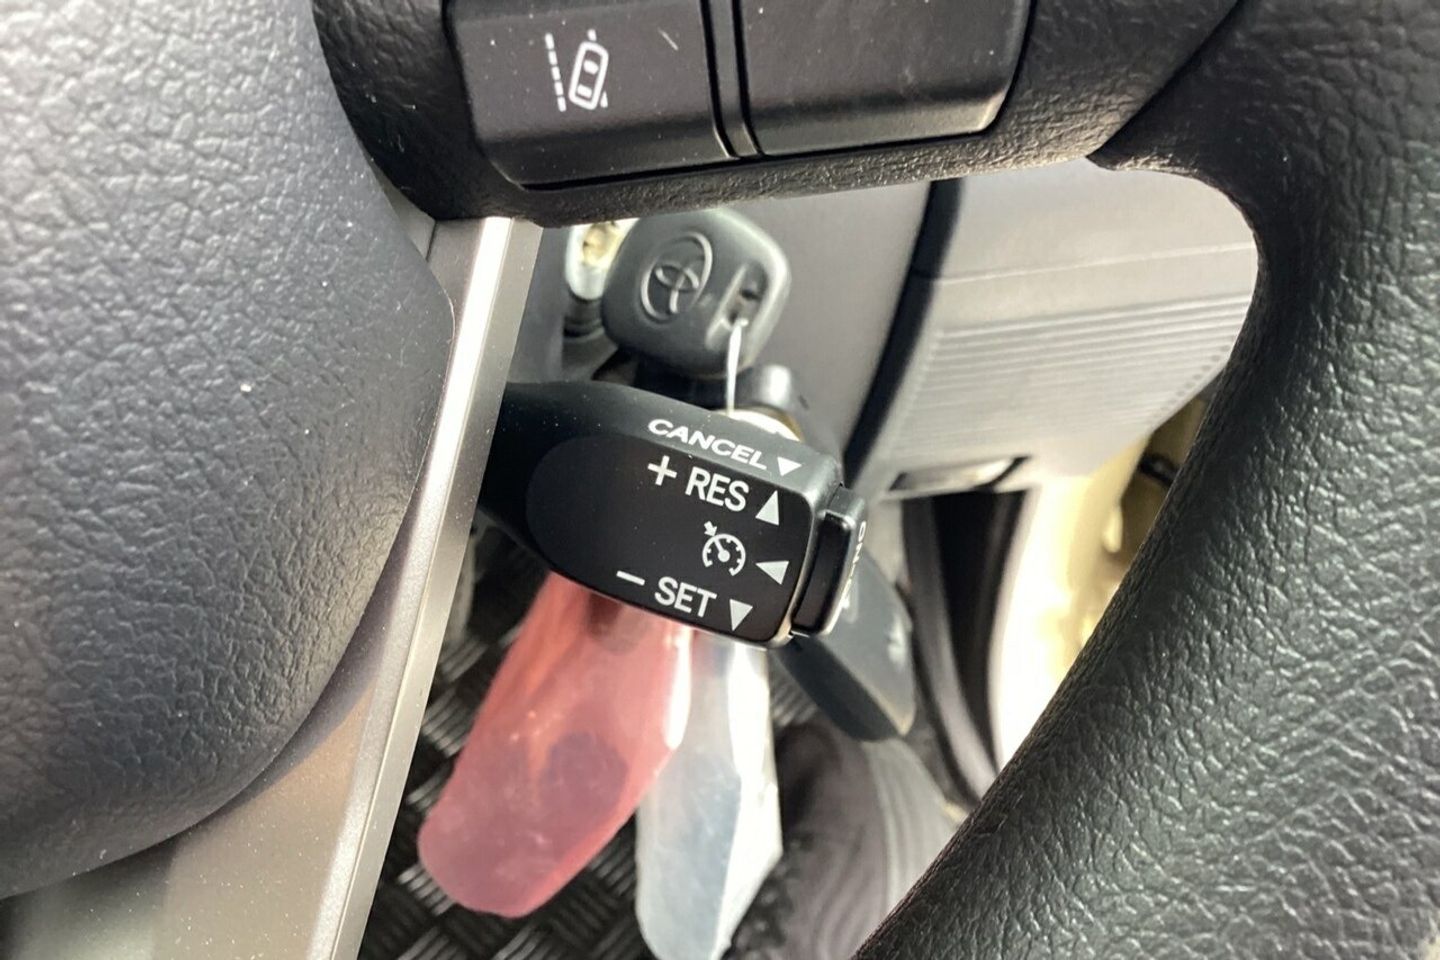 CANCEL ▼
+ RES ▲
◀
− SET ▼